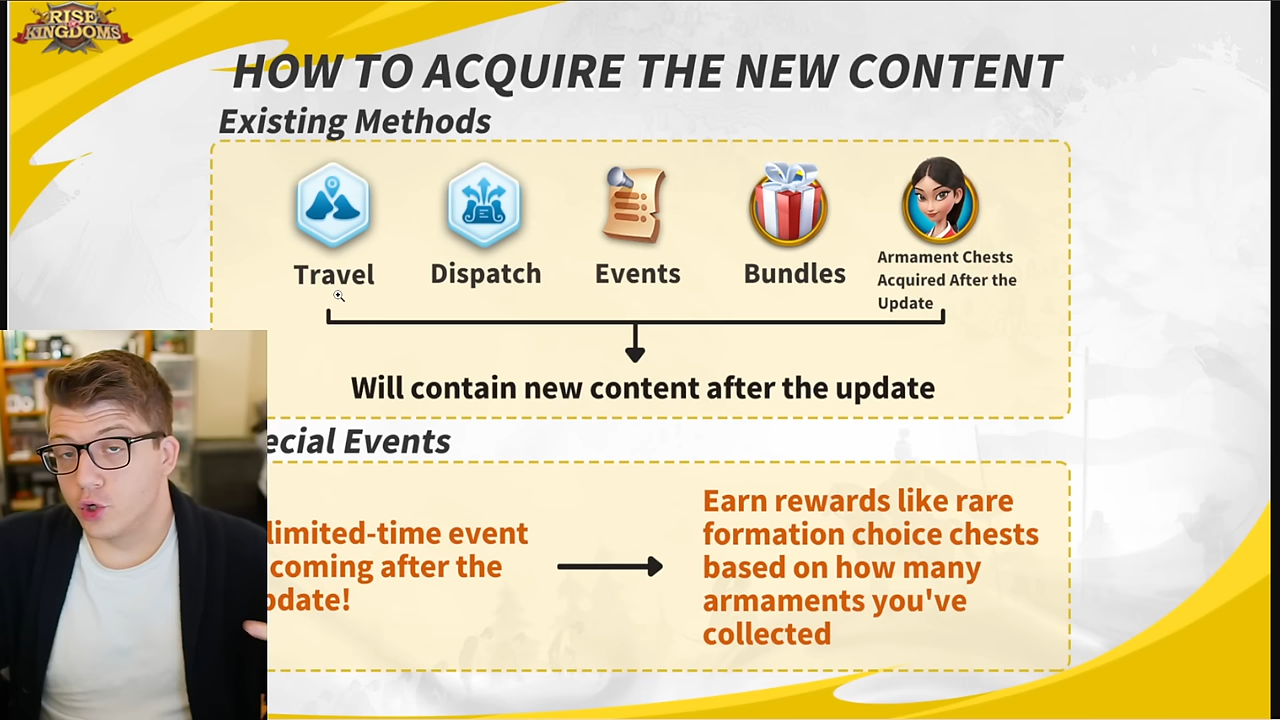 RISE OF
KINGDOMS
HOW TO ACQUIRE THE NEW CONTENT
Existing Methods
Travel
Dispatch
Events
Bundles
Armament Chests
Acquired After the
Update
Will contain new content after the update
ecial Events
limited-time event
coming after the
pdate!
Earn rewards like rare
formation choice chests
based on how many
armaments you've
collected